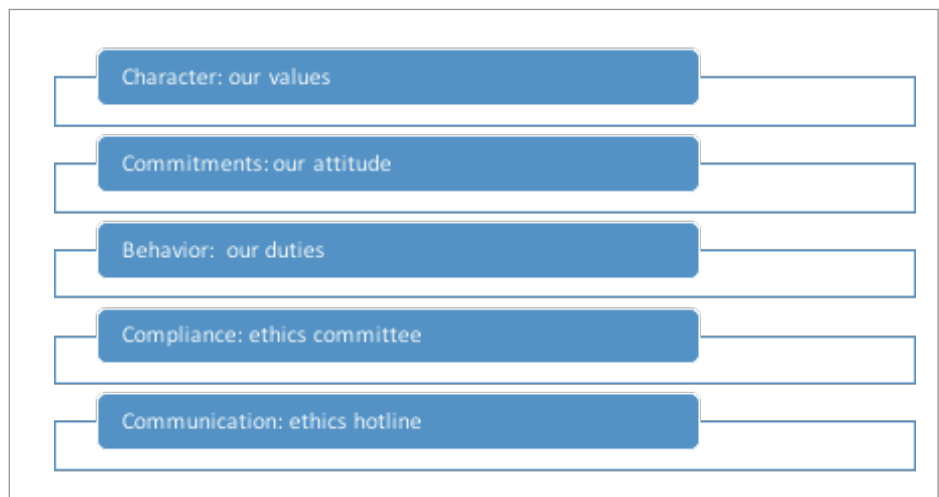 Character: our values
Commitments: our attitude
Behavior: our duties
Compliance: ethics committee
Communication: ethics hotline